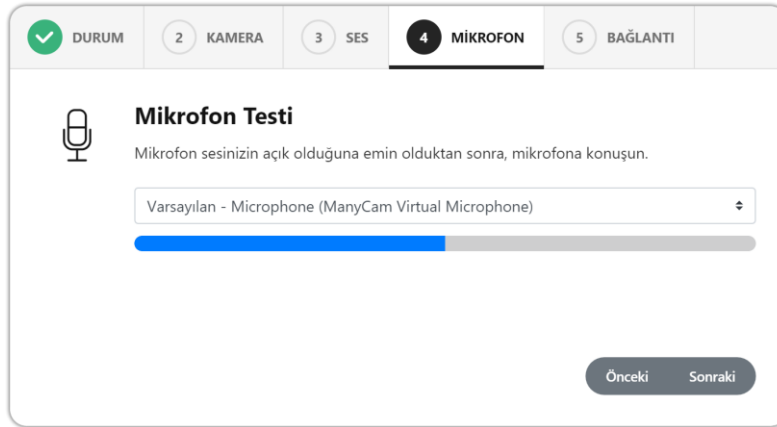 DURUM
2 KAMERA
3 SES
4 MİKROFON
5 BAĞLANTI
Mikrofon Testi
Mikrofon sesinizin açık olduğuna emin olduktan sonra, mikrofona konuşun.
Varsayılan - Microphone (ManyCam Virtual Microphone)
Önceki
Sonraki